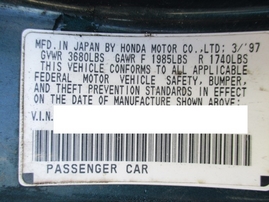 MFD.IN JAPAN BY HONDA MOTOR CO.,LTD: 3/'97
GVWR 3680LBS GAWR F 1985LBS R 1740LBS
THIS VEHICLE CONFORMS TO ALL APPLICABLE
FEDERAL MOTOR VEHICLE SAFETY, BUMPER,
AND THEFT PREVENTION STANDARDS IN EFFECT
ON THE DATE OF MANUFACTURE SHOWN ABOVE.
V.I.N.
PASSENGER CAR